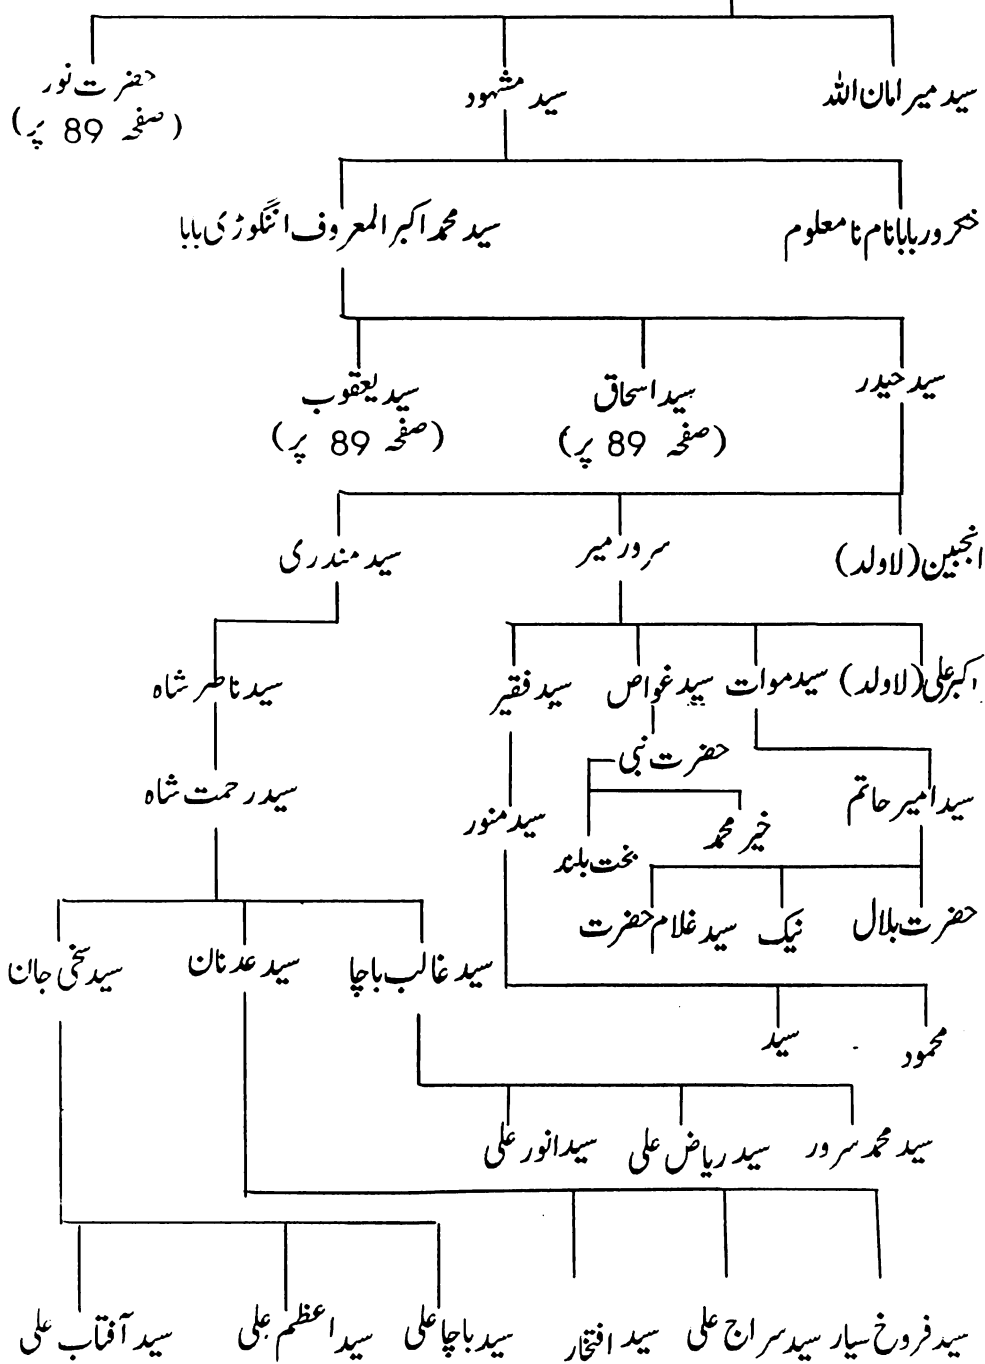 سید میر امان اللہ
سید مشہود
حضرت نور
(صفحہ 89 پر)
بابا نام نا معلوم
سید محمد اکبر المعروف اننگوڑی بابا
سید حیدر
سید اسحاق
(صفحہ 89 پر)
سید یعقوب
(صفحہ 89 پر)
انجبین (لاولد)
سرور میر
سید مندری
اکبر علی (لاولد)
سید موات
سید غواص
سید فقیر
سید ناظر شاہ
حضرت نبی
سید امیر حاتم
سید رحمت شاہ
سید منور
خیر محمد
بخت بلند
حضرت بلال
نیک
سید غلام حضرت
سید غالب باچا
سید عدنان
سید سخی جان
محمود
سید
سید محمد سرور
سید ریاض علی
سید انور علی
سید فروخ سیار
سید سراج علی
سید افتخار
سید باچا علی
سید اعظم علی
سید آفتاب علی